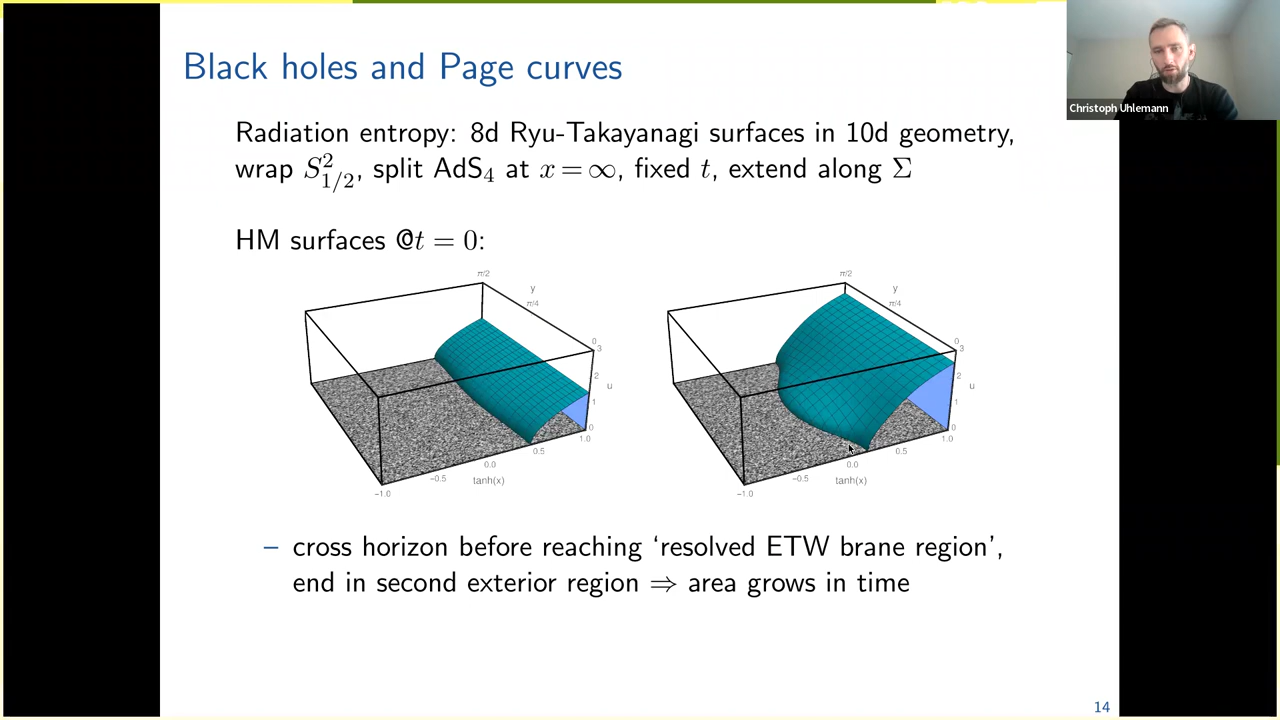 Black holes and Page curves
Christoph Uhlemann
Radiation entropy: 8d Ryu-Takayanagi surfaces in 10d geometry,
wrap S²₁/₂, split AdS₄ at x = ∞, fixed t, extend along Σ
HM surfaces @t = 0:
π/2
y
π/4
0
3
2
u
1
0
1.0
0.5
0.0
tanh(x)
−0.5
−1.0
π/2
y
π/4
0
3
2
u
1
0
1.0
0.5
0.0
tanh(x)
−0.5
−1.0
– cross horizon before reaching ‘resolved ETW brane region’,
end in second exterior region ⇒ area grows in time
14